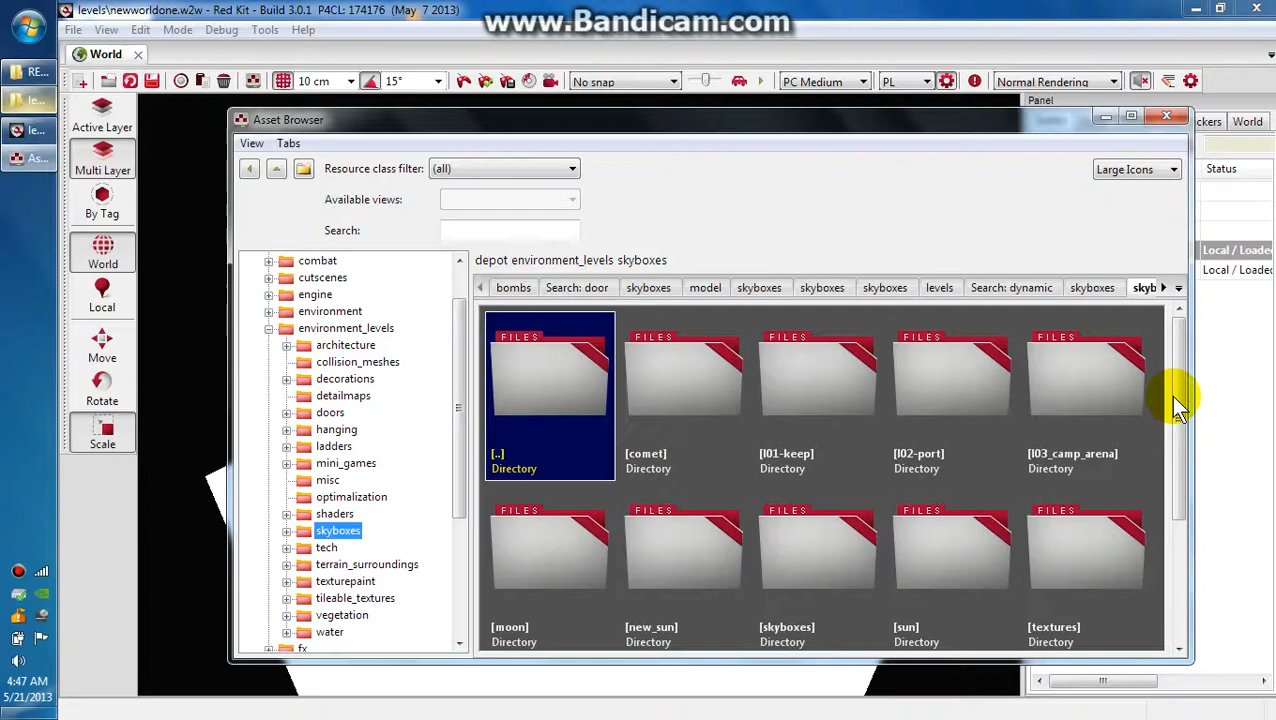 levels\newworldone.w2w - Red Kit - Build 3.0.1 P4CL: 174176 (May 7 2013)
www.Bandicam.com
File View Edit Mode Debug Tools Help
World
10 cm 15° No snap PC Medium PL Normal Rendering
RE...
le...
le...
As...
Active Layer
Multi Layer
By Tag
World
Local
Move
Rotate
Scale
Panel
World
Status
Local / Loade
Local / Loade
Asset Browser
View Tabs
Resource class filter: (all) Large Icons
Available views:
Search:
depot environment_levels skyboxes
bombs Search: door skyboxes model skyboxes skyboxes skyboxes levels Search: dynamic skyboxes skyb
combat
cutscenes
engine
environment
environment_levels
architecture
collision_meshes
decorations
detailmaps
doors
hanging
ladders
mini_games
misc
optimalization
shaders
skyboxes
tech
terrain_surroundings
texturepaint
tileable_textures
vegetation
water
fx
FILES FILES FILES FILES FILES
[..] [comet] [l01-keep] [l02-port] [l03_camp_arena]
Directory Directory Directory Directory Directory
FILES FILES FILES FILES FILES
[moon] [new_sun] [skyboxes] [sun] [textures]
Directory Directory Directory Directory Directory
4:47 AM
5/21/2013